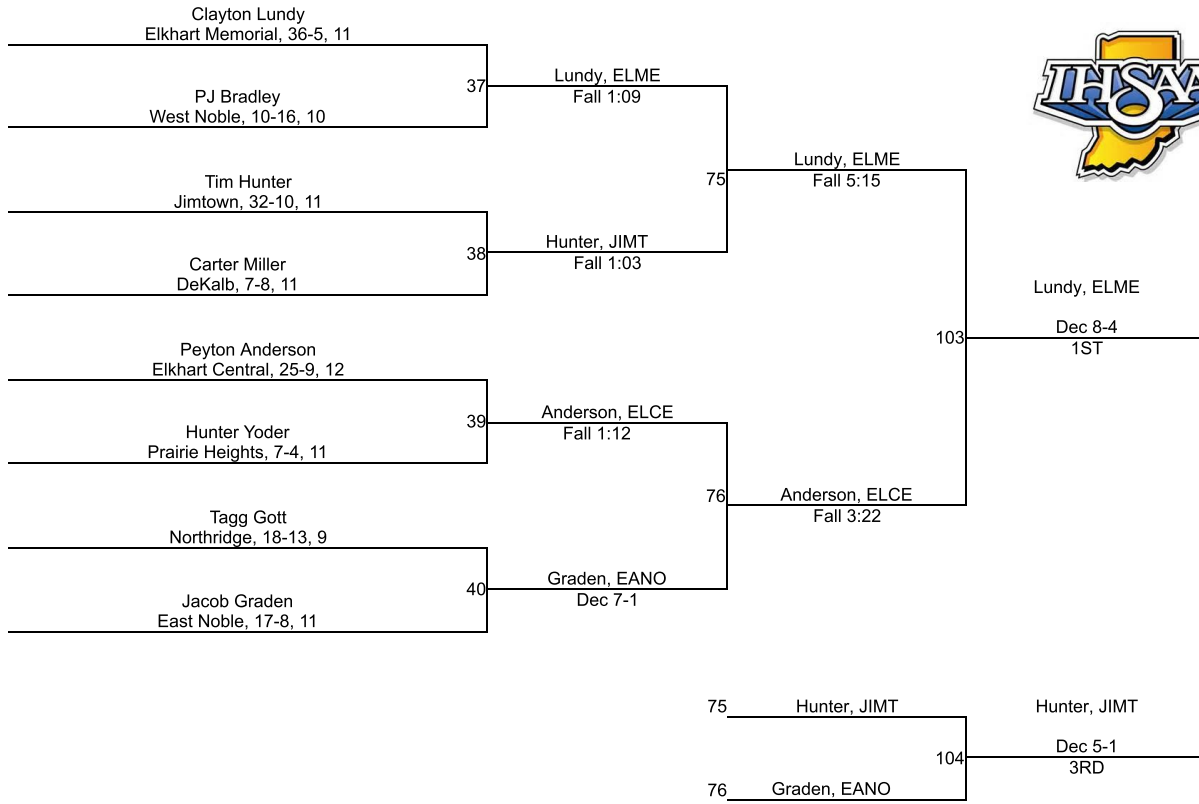 Clayton Lundy
Elkhart Memorial, 36-5, 11
37
Lundy, ELME
Fall 1:09
PJ Bradley
West Noble, 10-16, 10
75
Lundy, ELME
Fall 5:15
Tim Hunter
Jimtown, 32-10, 11
38
Hunter, JIMT
Fall 1:03
Carter Miller
DeKalb, 7-8, 11
103
Lundy, ELME
Dec 8-4
1ST
Peyton Anderson
Elkhart Central, 25-9, 12
39
Anderson, ELCE
Fall 1:12
Hunter Yoder
Prairie Heights, 7-4, 11
76
Anderson, ELCE
Fall 3:22
Tagg Gott
Northridge, 18-13, 9
40
Graden, EANO
Dec 7-1
Jacob Graden
East Noble, 17-8, 11
75
Hunter, JIMT
104
Hunter, JIMT
Dec 5-1
3RD
76
Graden, EANO
IHSAA